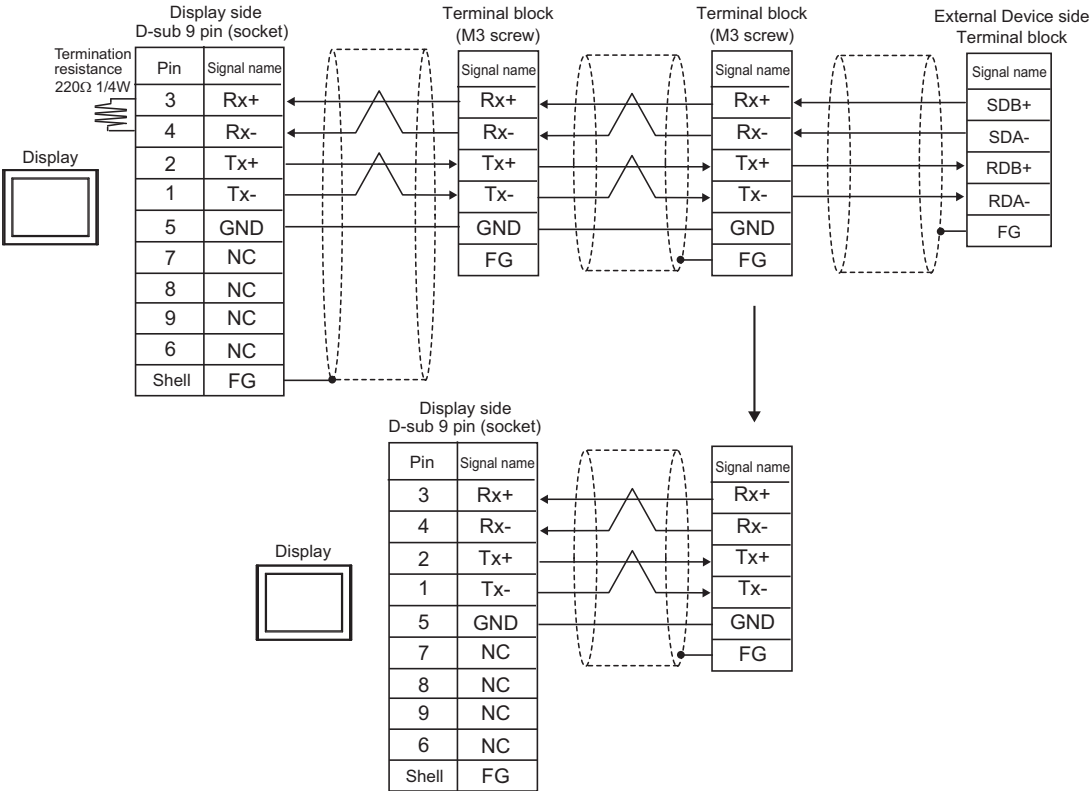 Display side
D-sub 9 pin (socket)
Terminal block
(M3 screw)
Terminal block
(M3 screw)
External Device side
Terminal block
Termination
resistance
220Ω 1/4W
Display
Pin Signal name
3 Rx+
4 Rx-
2 Tx+
1 Tx-
5 GND
7 NC
8 NC
9 NC
6 NC
Shell FG
Signal name
Rx+
Rx-
Tx+
Tx-
GND
FG
Signal name
Rx+
Rx-
Tx+
Tx-
GND
FG
Signal name
SDB+
SDA-
RDB+
RDA-
FG
Display side
D-sub 9 pin (socket)
Display
Pin Signal name
3 Rx+
4 Rx-
2 Tx+
1 Tx-
5 GND
7 NC
8 NC
9 NC
6 NC
Shell FG
Signal name
Rx+
Rx-
Tx+
Tx-
GND
FG